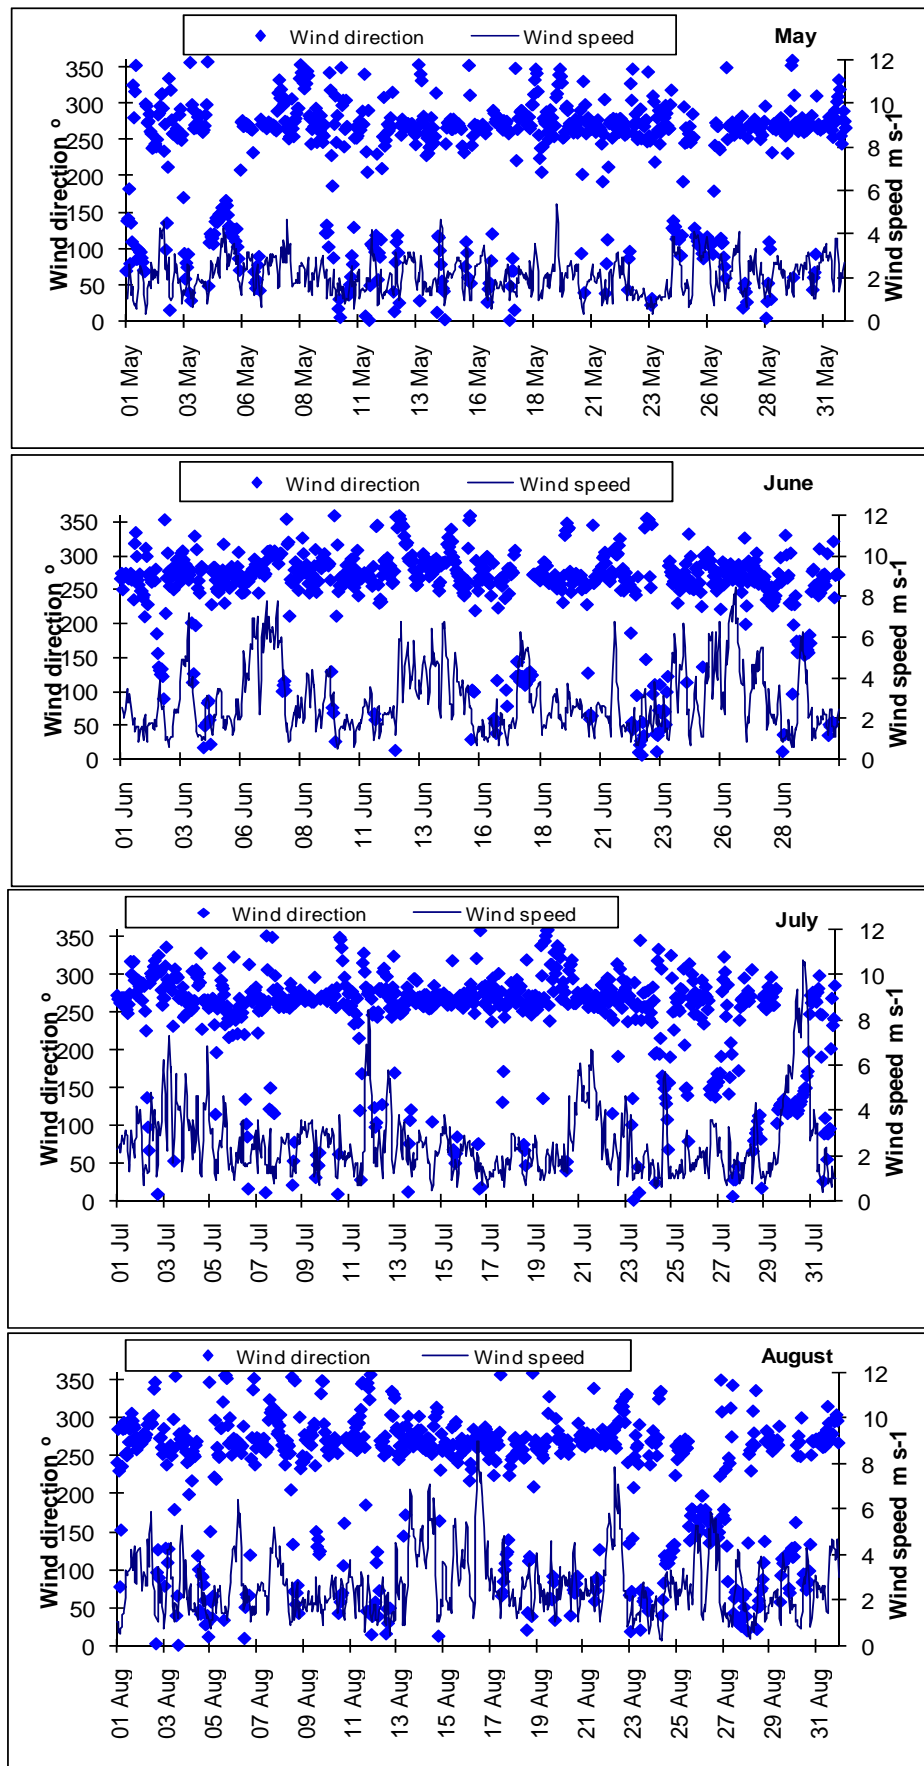 Wind direction Wind speed May
Wind direction º
350
300
250
200
150
100
50
0
12
10
8
6
4
2
0
Wind speed m s-1
01 May
03 May
06 May
08 May
11 May
13 May
16 May
18 May
21 May
23 May
26 May
28 May
31 May
Wind direction Wind speed June
Wind direction º
350
300
250
200
150
100
50
0
12
10
8
6
4
2
0
Wind speed m s-1
01 Jun
03 Jun
06 Jun
08 Jun
11 Jun
13 Jun
16 Jun
18 Jun
21 Jun
23 Jun
26 Jun
28 Jun
Wind direction Wind speed July
Wind direction º
350
300
250
200
150
100
50
0
12
10
8
6
4
2
0
Wind speed m s-1
01 Jul
03 Jul
05 Jul
07 Jul
09 Jul
11 Jul
13 Jul
15 Jul
17 Jul
19 Jul
21 Jul
23 Jul
25 Jul
27 Jul
29 Jul
31 Jul
Wind direction Wind speed August
Wind direction º
350
300
250
200
150
100
50
0
12
10
8
6
4
2
0
Wind speed m s-1
01 Aug
03 Aug
05 Aug
07 Aug
09 Aug
11 Aug
13 Aug
15 Aug
17 Aug
19 Aug
21 Aug
23 Aug
25 Aug
27 Aug
29 Aug
31 Aug